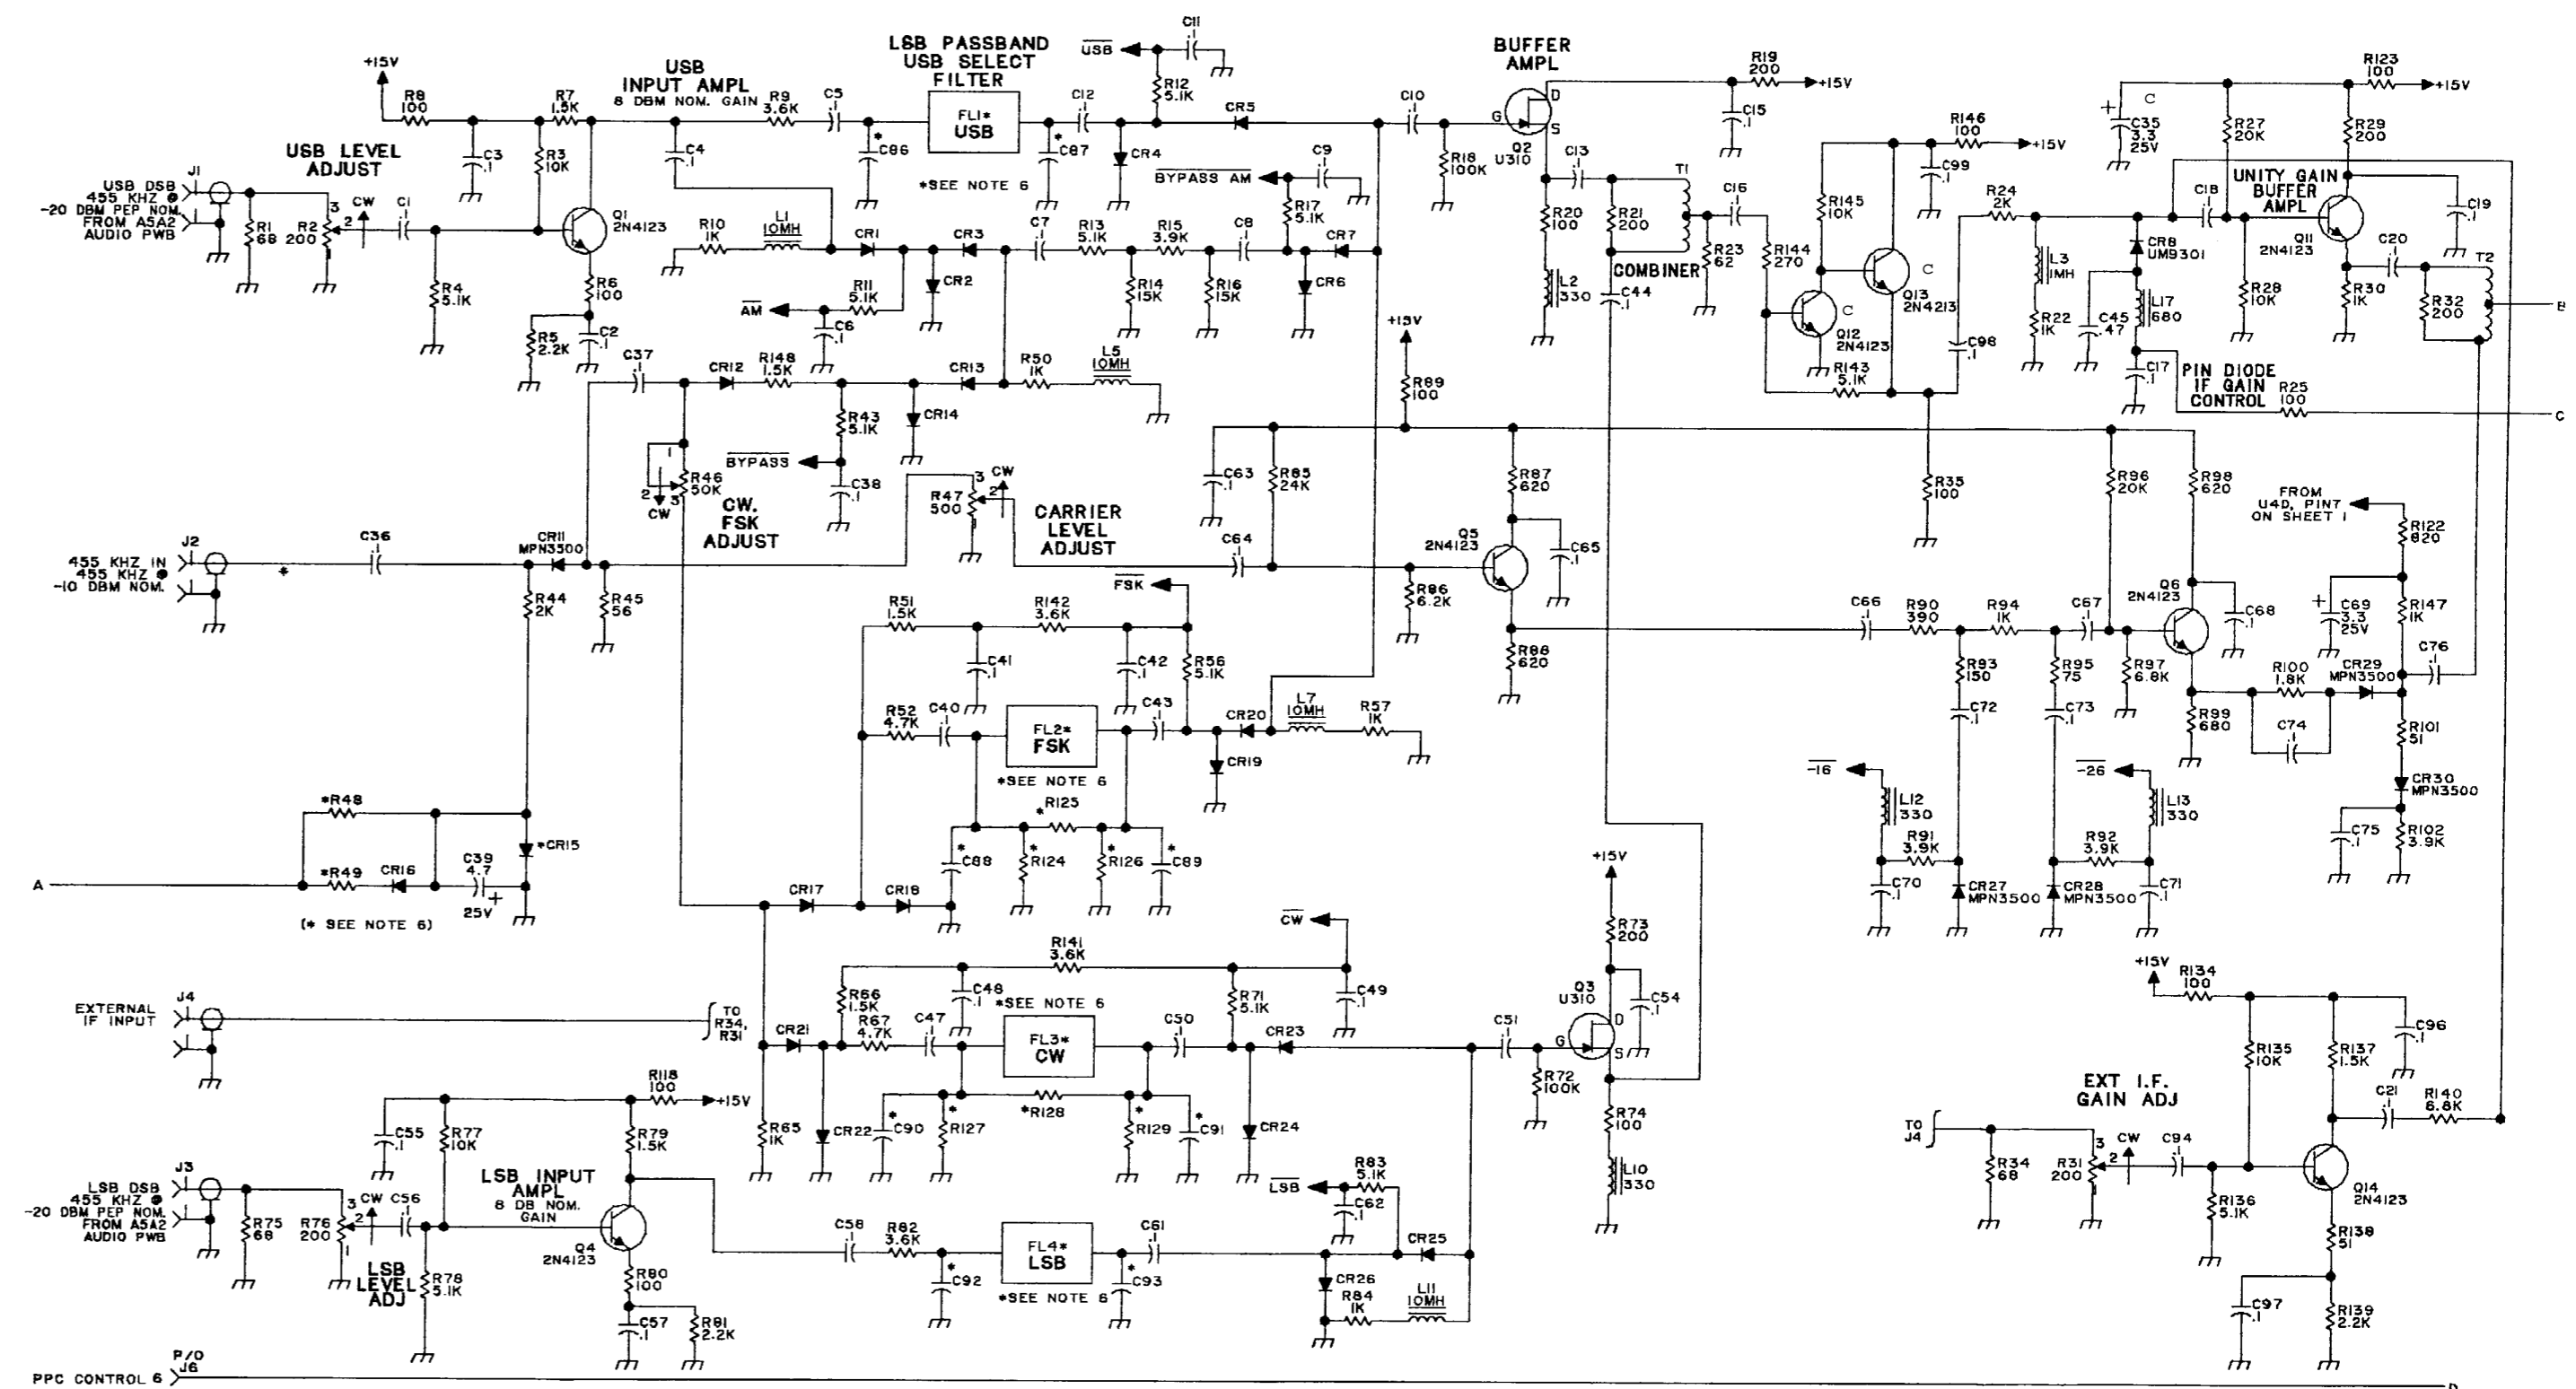 +15V
R8
100
R7
1.5K
USB
INPUT AMPL
8 DBM NOM. GAIN
R9
3.6K
C5
.1
LSB PASSBAND
USB SELECT
FILTER
FL1*
USB
*SEE NOTE 6
C86
*
C87
*
C12
.1
USB
C11
.1
R12
5.1K
CR5
CR4
C10
.1
BUFFER
AMPL
G
D
S
Q2
U310
R18
100K
R19
200
+15V
C15
.1
USB LEVEL
ADJUST
J1
USB DSB
455 KHZ @
-20 DBM PEP NOM.
FROM A5A2
AUDIO PWB
R1
68
R2
200
3
2
1
CW
C1
.1
C3
.1
R3
10K
R4
5.1K
Q1
2N4123
R6
100
R5
2.2K
C2
.1
C4
.1
R10
1K
L1
10MH
CR1
CR3
CR2
R11
5.1K
AM
C6
.1
C7
.1
R13
5.1K
R15
3.9K
C8
.1
R14
15K
R16
15K
BYPASS AM
C9
.1
R17
5.1K
CR7
CR6
C13
.1
R20
100
L2
330
R21
200
T1
COMBINER
C44
.1
C16
.1
R23
62
R144
270
R145
10K
Q13
2N4213
C
Q12
2N4123
C
R143
5.1K
R146
100
+15V
C99
.1
C98
.1
R24
2K
L3
1MH
R22
1K
CR8
UM9301
C45
.47
L17
680
C17
.1
PIN DIODE
IF GAIN
CONTROL
R25
100
C
C18
.1
C35
3.3
25V
+
C
R27
20K
R28
10K
UNITY GAIN
BUFFER
AMPL
Q11
2N4123
R123
100
+15V
R29
200
C19
.1
C20
.1
R30
1K
R32
200
T2
B
C37
.1
CR12
R148
1.5K
CR13
R50
1K
L5
10MH
CR14
R43
5.1K
BYPASS
C38
.1
R46
50K
1
2
3
CW
CW.
FSK
ADJUST
R47
500
3
2
1
CW
CARRIER
LEVEL
ADJUST
+15V
R89
100
C63
.1
R85
24K
C64
.1
R86
6.2K
R87
620
Q5
2N4123
C65
.1
R88
620
R35
100
J2
455 KHZ IN
455 KHZ @
-10 DBM NOM.
*
C36
.1
CR11
MPN3500
R44
2K
R45
56
FSK
R51
1.5K
R142
3.6K
C41
.1
C42
.1
R56
5.1K
R52
4.7K
C40
.1
FL2*
FSK
*SEE NOTE 6
C43
.1
CR20
CR19
L7
10MH
R57
1K
*
R125
*
C88
*
R124
*
R126
*
C89
CR17
CR18
C66
.1
R90
390
R94
1K
C67
.1
R93
150
C72
.1
R95
75
C73
.1
R96
20K
R97
6.8K
R98
620
Q6
2N4123
C68
.1
R99
680
R100
1.8K
C74
.1
CR29
MPN3500
FROM
U4D, PIN7
ON SHEET 1
R122
820
C69
3.3
25V
+
R147
1K
C76
.1
R101
51
CR30
MPN3500
C75
.1
R102
3.9K
-16
L12
330
R91
3.9K
C70
.1
CR27
MPN3500
-26
L13
330
R92
3.9K
CR28
MPN3500
C71
.1
A
*R48
*R49
CR16
C39
4.7
+
25V
*CR15
(* SEE NOTE 6)
CW
R141
3.6K
R66
1.5K
C48
.1
*SEE NOTE 6
R71
5.1K
C49
.1
CR21
R67
4.7K
C47
.1
FL3*
CW
C50
.1
CR23
R65
1K
CR22
*
C90
*
R127
*R128
*
R129
*
C91
CR24
C51
.1
R72
100K
G
D
S
Q3
U310
+15V
R73
200
C54
.1
R74
100
L10
330
J4
EXTERNAL
IF INPUT
TO
R34,
R31
J3
LSB DSB
455 KHZ @
-20 DBM PEP NOM.
FROM A5A2
AUDIO PWB
R75
68
R76
200
3
2
1
CW
LSB
LEVEL
ADJ
C56
.1
C55
.1
R77
10K
R78
5.1K
R118
100
+15V
R79
1.5K
LSB INPUT
AMPL
8 DB NOM.
GAIN
Q4
2N4123
R80
100
C57
.1
R81
2.2K
C58
.1
R82
3.6K
*
C92
FL4*
LSB
*SEE NOTE 6
*
C93
C61
.1
LSB
R83
5.1K
C62
.1
CR25
CR26
R84
1K
L11
10MH
+15V
R134
100
R135
10K
R137
1.5K
C96
.1
EXT I.F.
GAIN ADJ
TO
J4
R34
68
R31
200
3
2
1
CW
C94
.1
R136
5.1K
Q14
2N4123
C21
.1
R140
6.8K
R138
51
C97
.1
R139
2.2K
P/O
J6
PPC CONTROL 6